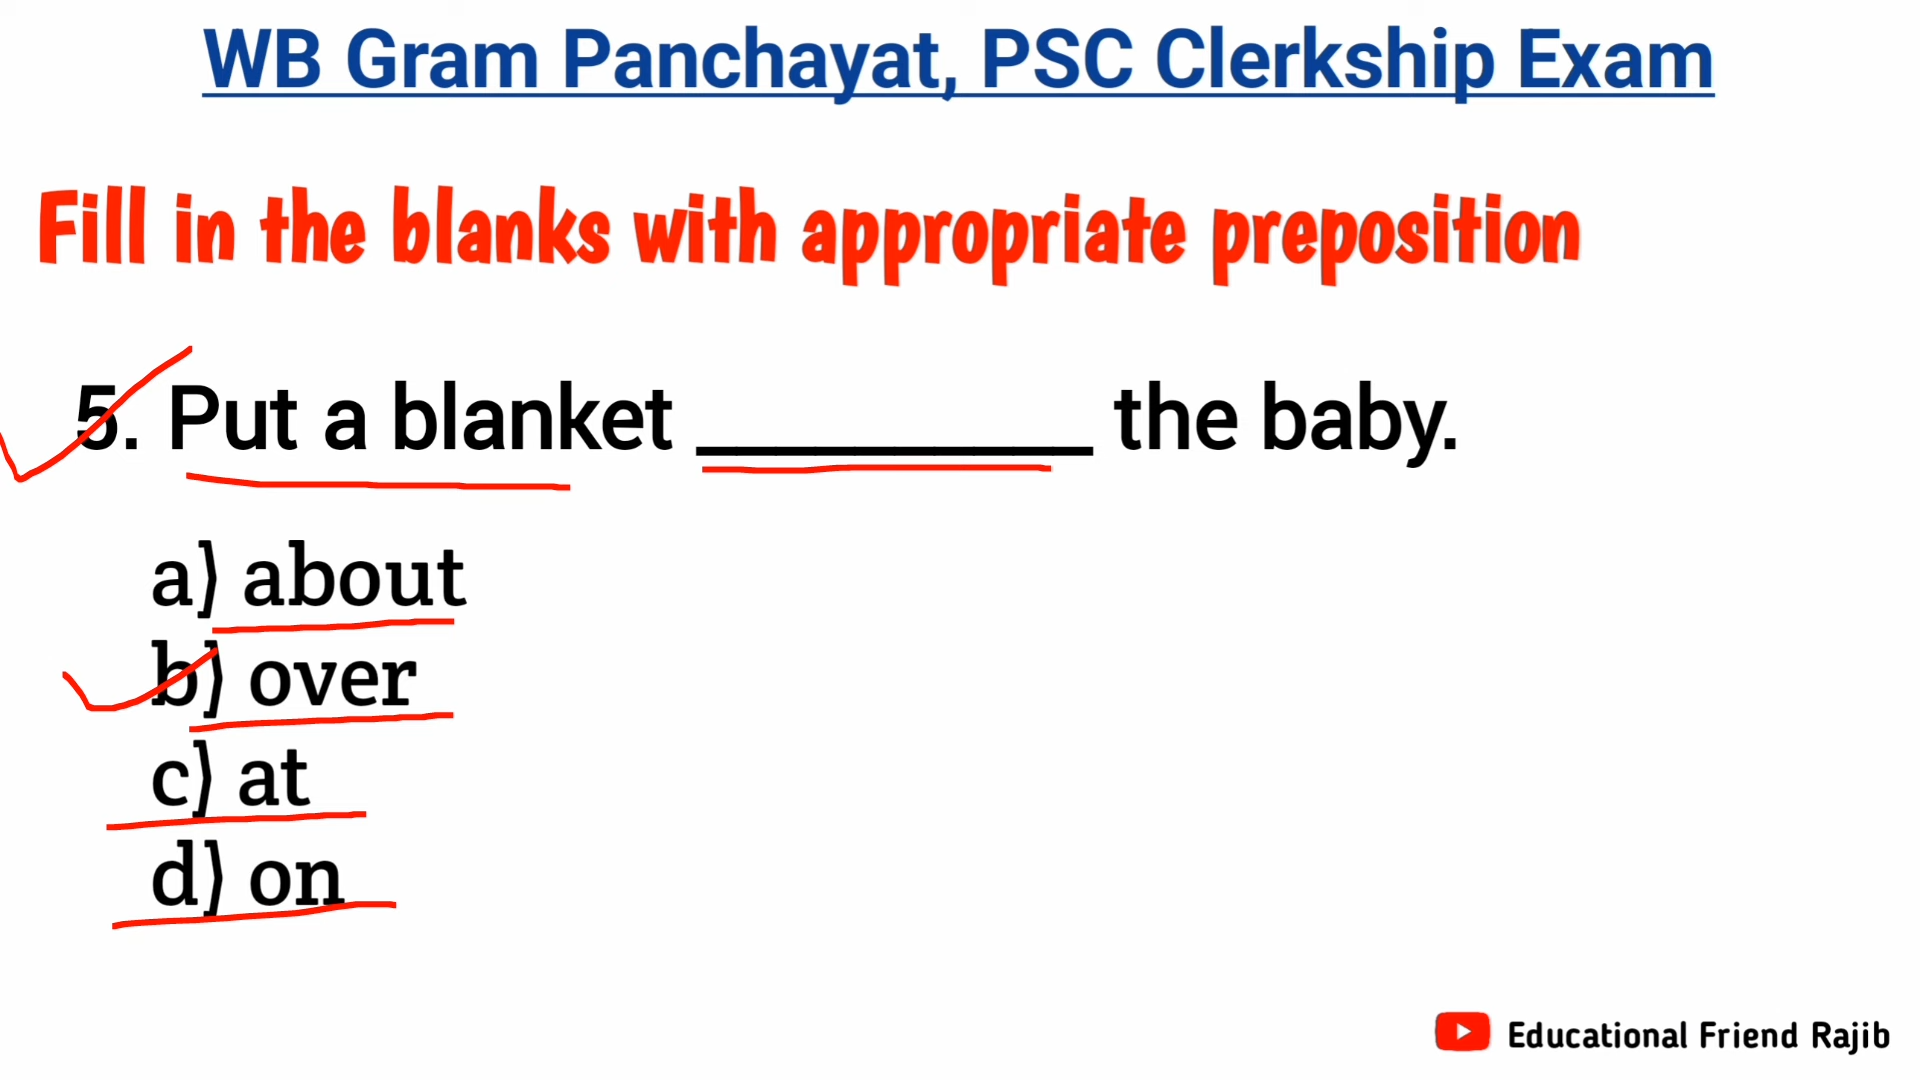 WB Gram Panchayat, PSC Clerkship Exam
Fill in the blanks with appropriate preposition
5. Put a blanket __________ the baby.
a) about
b) over
c) at
d) on
Educational Friend Rajib